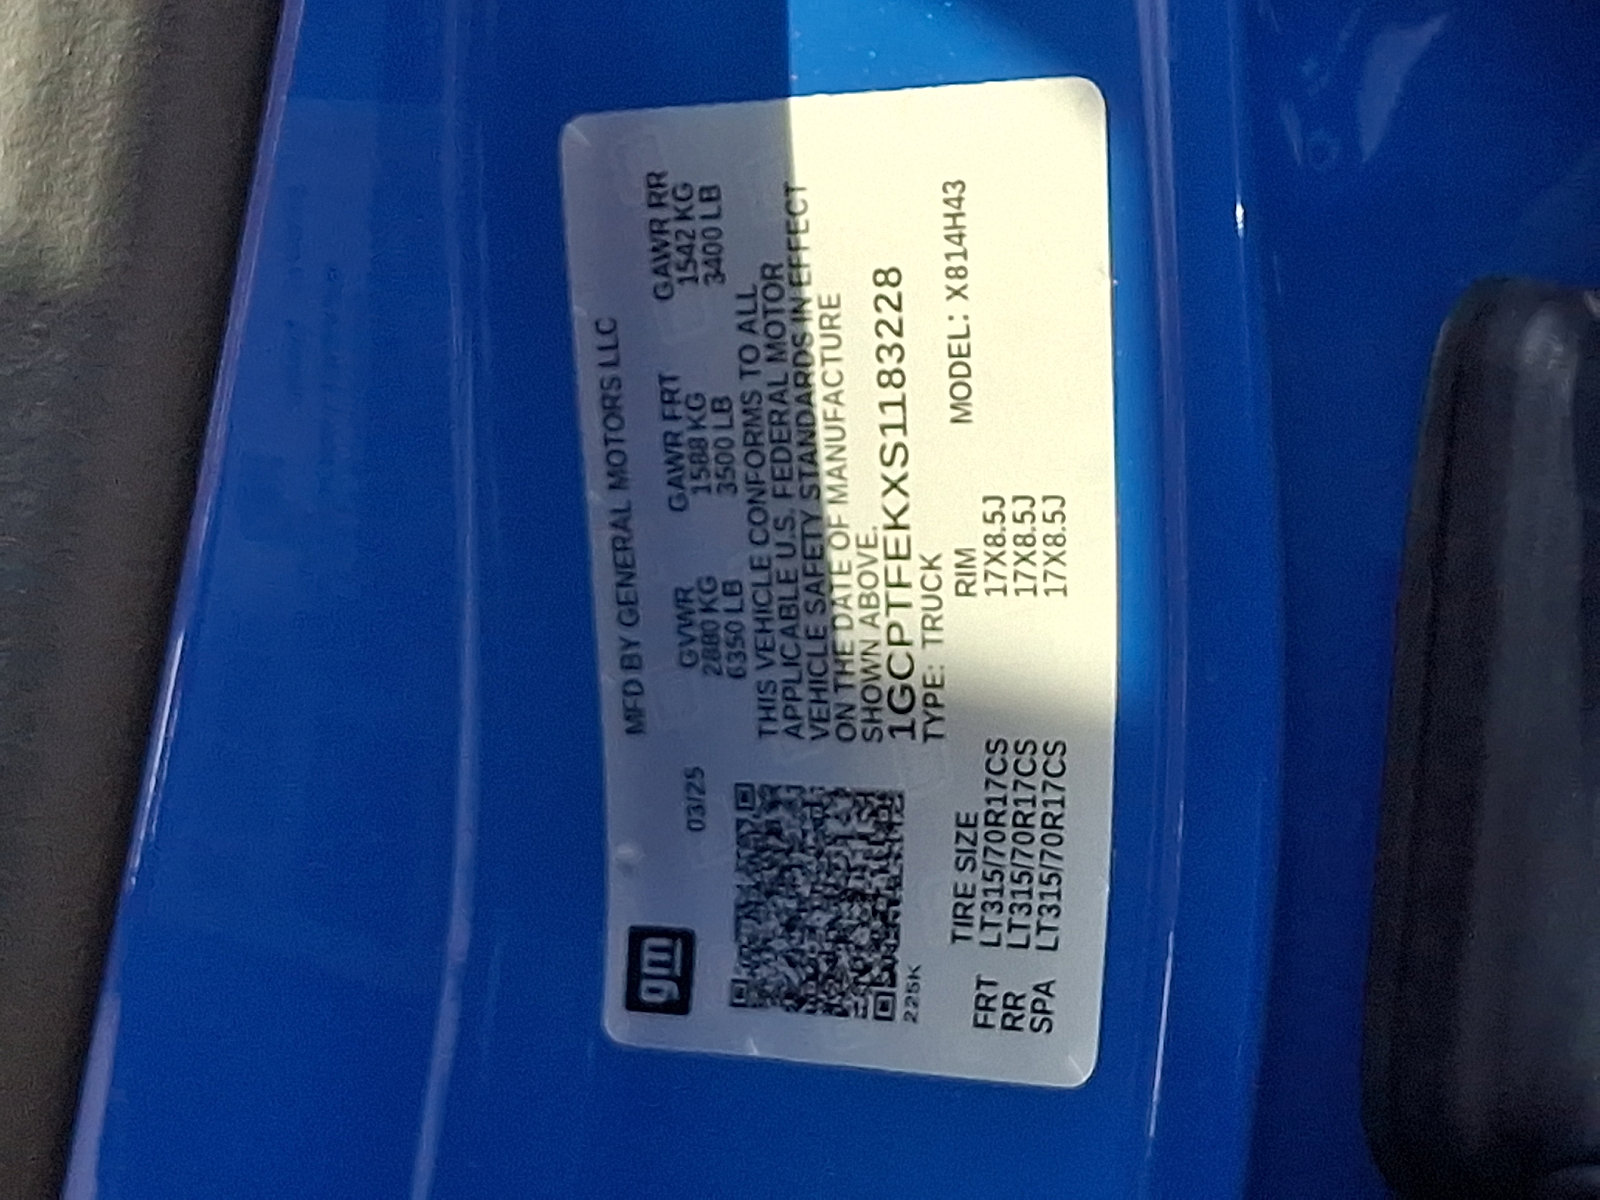 gm
MFD BY GENERAL MOTORS LLC
03/25
GVWR GAWR FRT GAWR RR
2880 KG 1588 KG 1542 KG
6350 LB 3500 LB 3400 LB
THIS VEHICLE CONFORMS TO ALL
APPLICABLE U.S. FEDERAL MOTOR
VEHICLE SAFETY STANDARDS IN EFFECT
ON THE DATE OF MANUFACTURE
SHOWN ABOVE.
1GCPTFEKXS1183228
225K
TYPE: TRUCK
MODEL: X814H43
TIRE SIZE RIM
FRT LT315/70R17CS 17X8.5J
RR LT315/70R17CS 17X8.5J
SPA LT315/70R17CS 17X8.5J